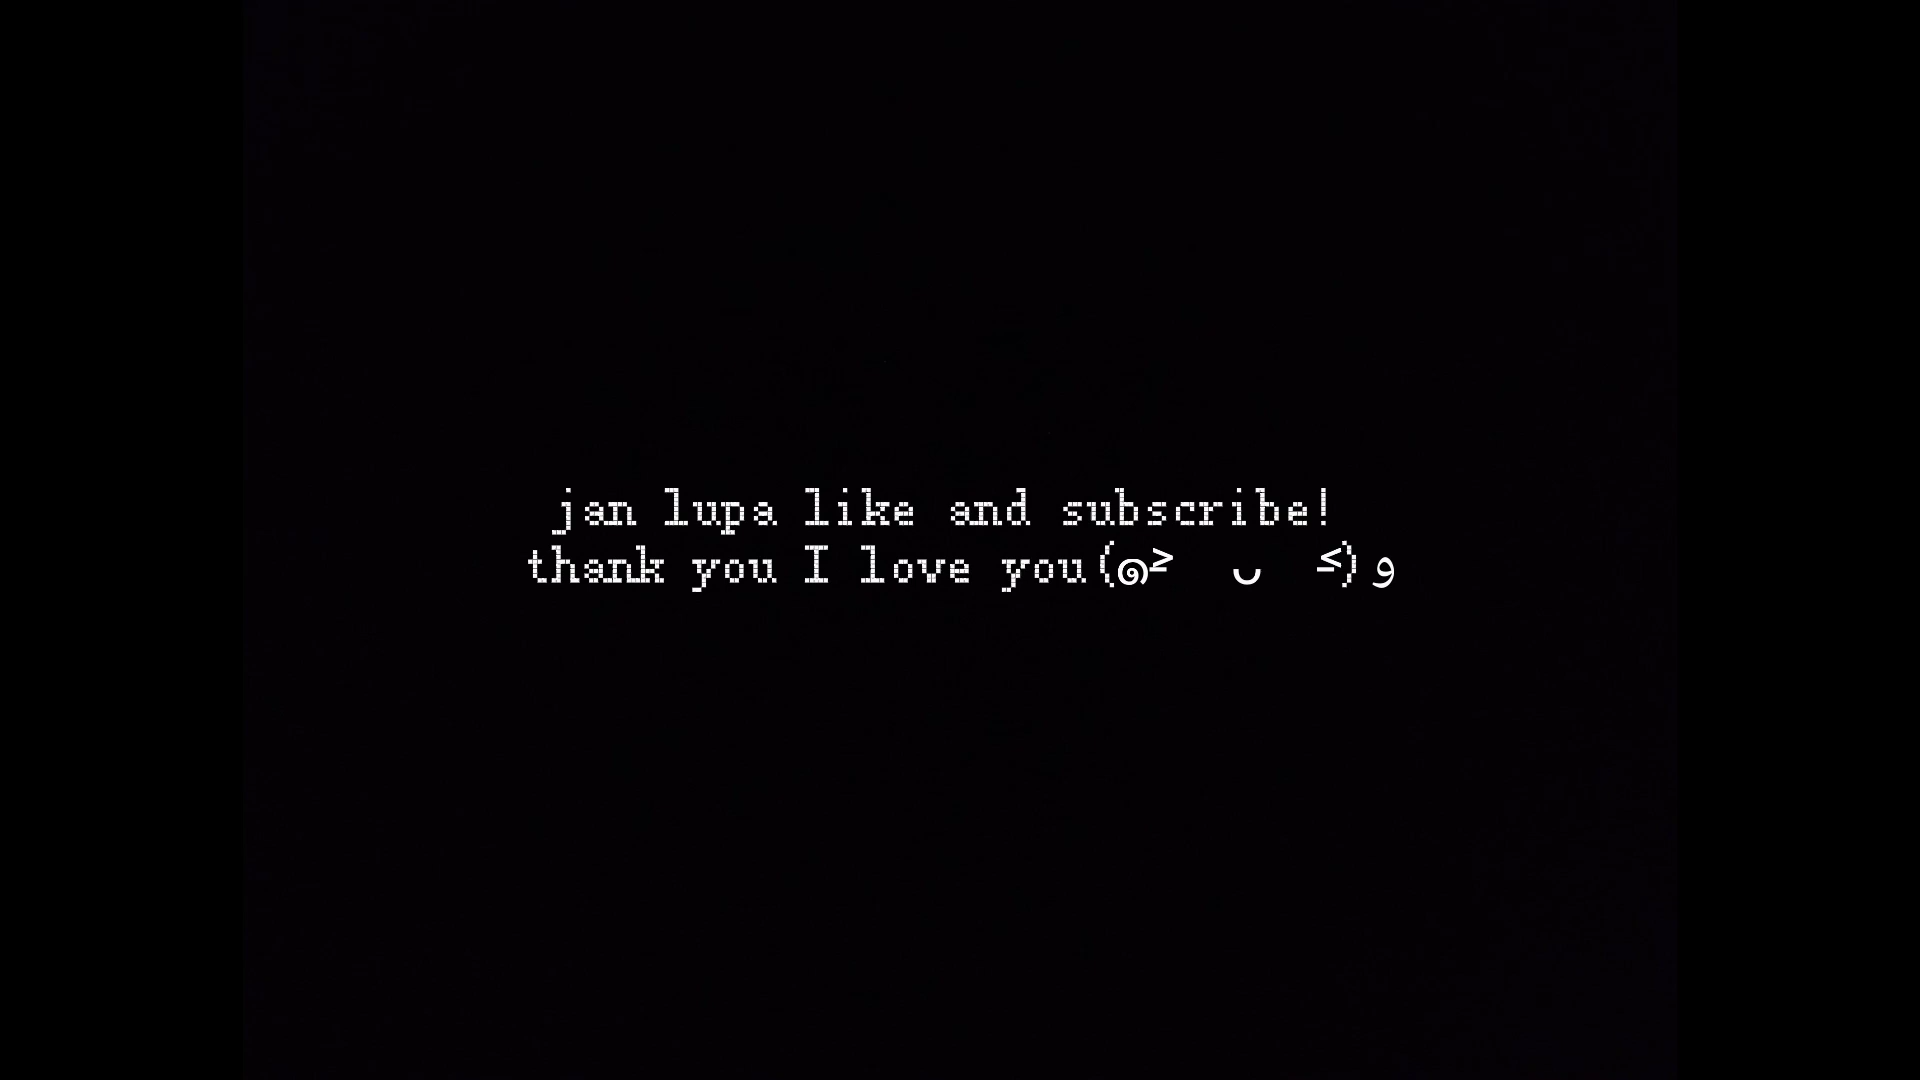 jan lupa like and subscribe!
thank you I love you(๑≥ ᴗ ≤)و